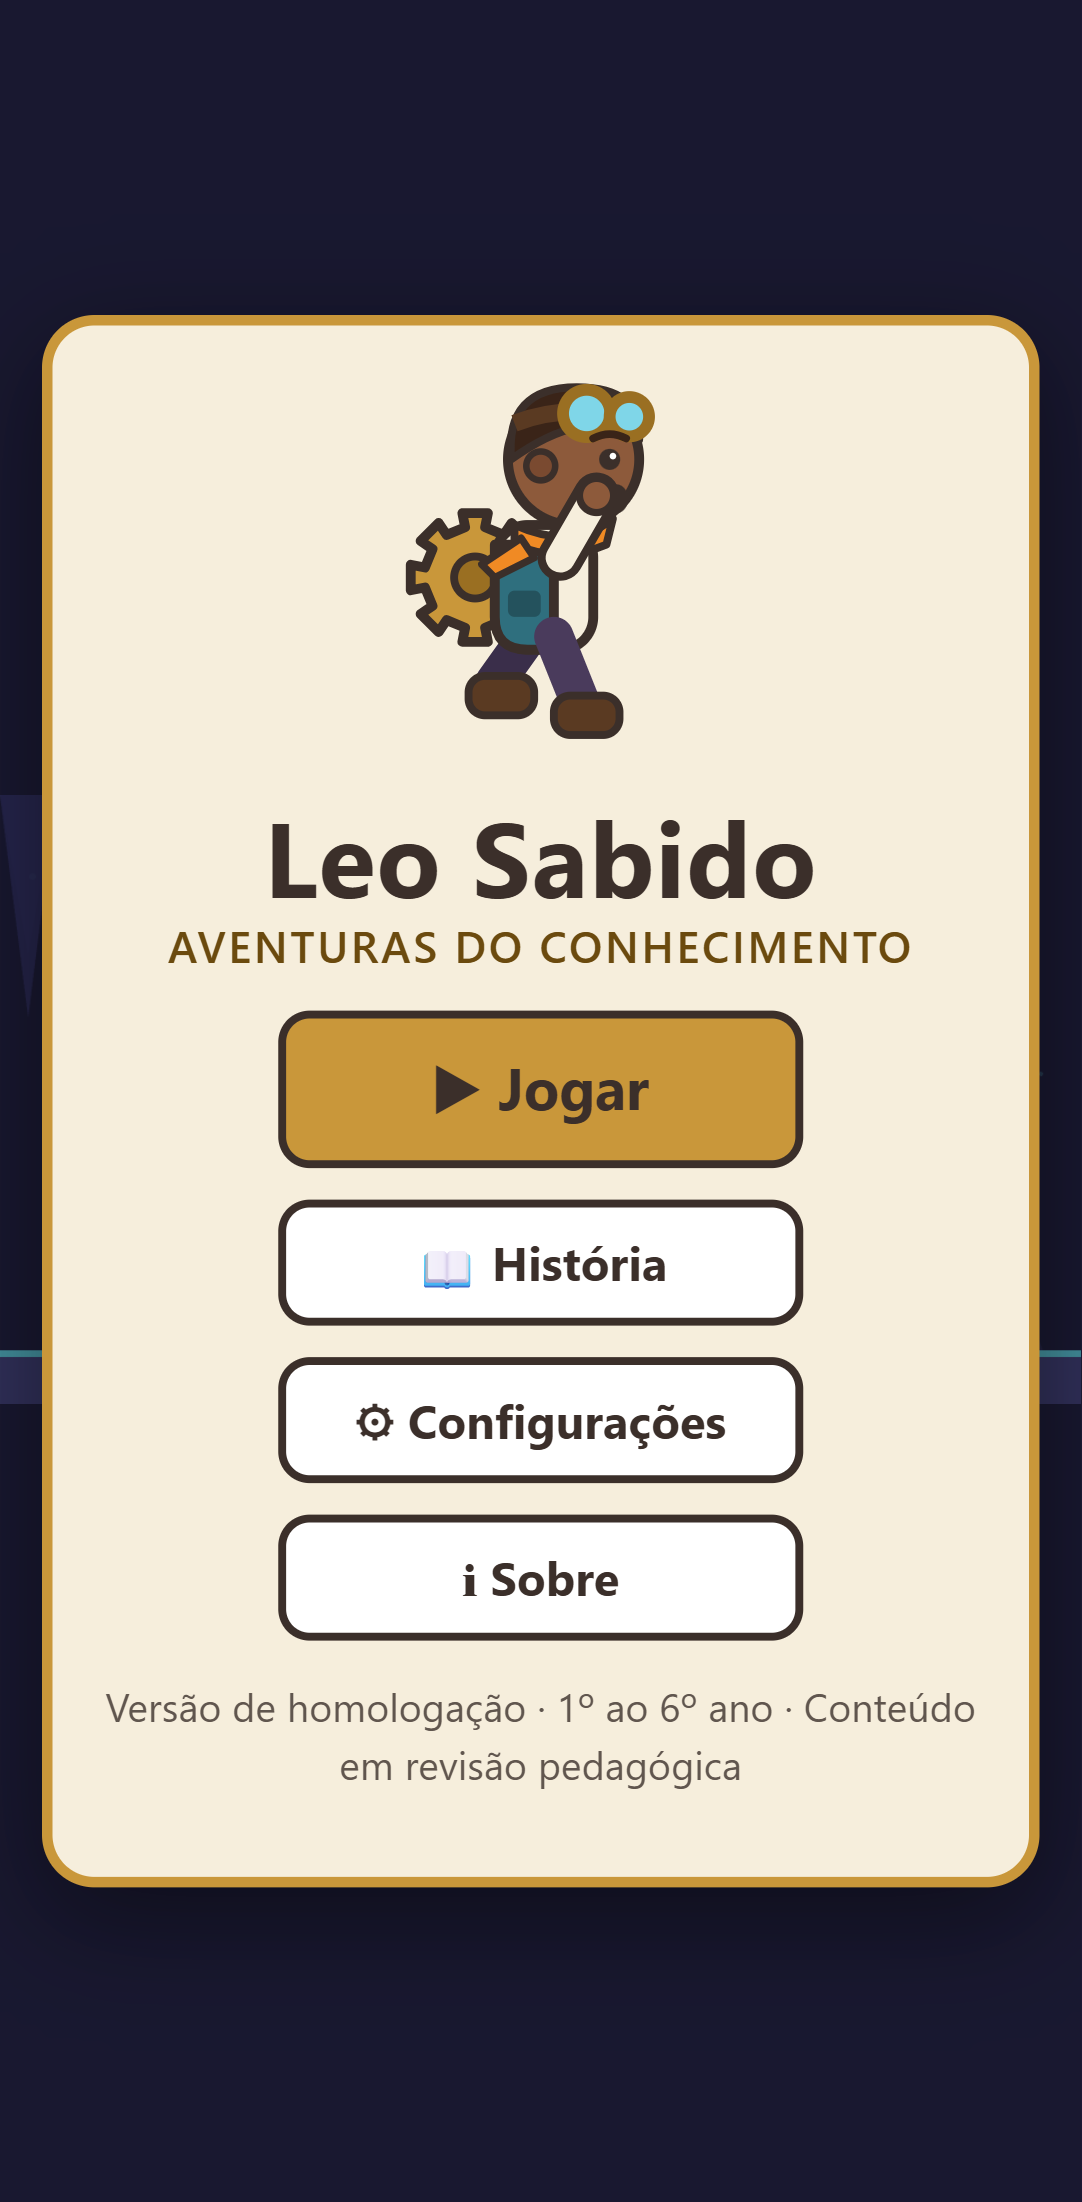 Leo Sabido
AVENTURAS DO CONHECIMENTO
▶ Jogar
📖 História
⚙ Configurações
ℹ Sobre
Versão de homologação · 1º ao 6º ano · Conteúdo
em revisão pedagógica